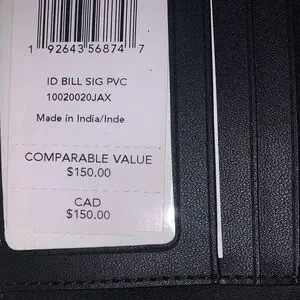 1 92643 56874 7
ID BILL SIG PVC
10020020JAX
Made in India/Inde
COMPARABLE VALUE
$150.00
CAD
$150.00